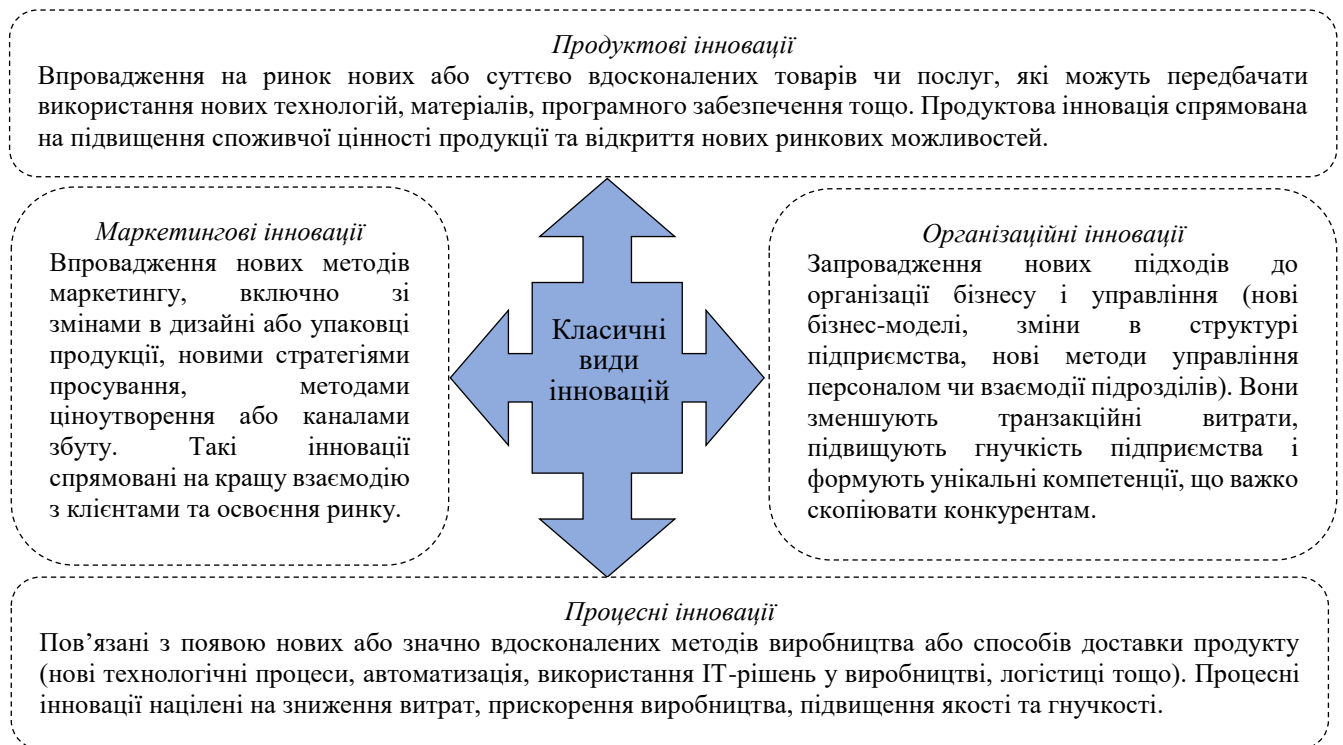 Продуктові інновації
Впровадження на ринок нових або суттєво вдосконалених товарів чи послуг, які можуть передбачати
використання нових технологій, матеріалів, програмного забезпечення тощо. Продуктова інновація спрямована
на підвищення споживчої цінності продукції та відкриття нових ринкових можливостей.
Маркетингові інновації
Впровадження нових методів
маркетингу, включно зі
змінами в дизайні або упаковці
продукції, новими стратегіями
просування, методами
ціноутворення або каналами
збуту. Такі інновації
спрямовані на кращу взаємодію
з клієнтами та освоєння ринку.
Класичні
види
інновацій
Організаційні інновації
Запровадження нових підходів до
організації бізнесу і управління (нові
бізнес-моделі, зміни в структурі
підприємства, нові методи управління
персоналом чи взаємодії підрозділів). Вони
зменшують транзакційні витрати,
підвищують гнучкість підприємства і
формують унікальні компетенції, що важко
скопіювати конкурентам.
Процесні інновації
Пов’язані з появою нових або значно вдосконалених методів виробництва або способів доставки продукту
(нові технологічні процеси, автоматизація, використання ІТ-рішень у виробництві, логістиці тощо). Процесні
інновації націлені на зниження витрат, прискорення виробництва, підвищення якості та гнучкості.